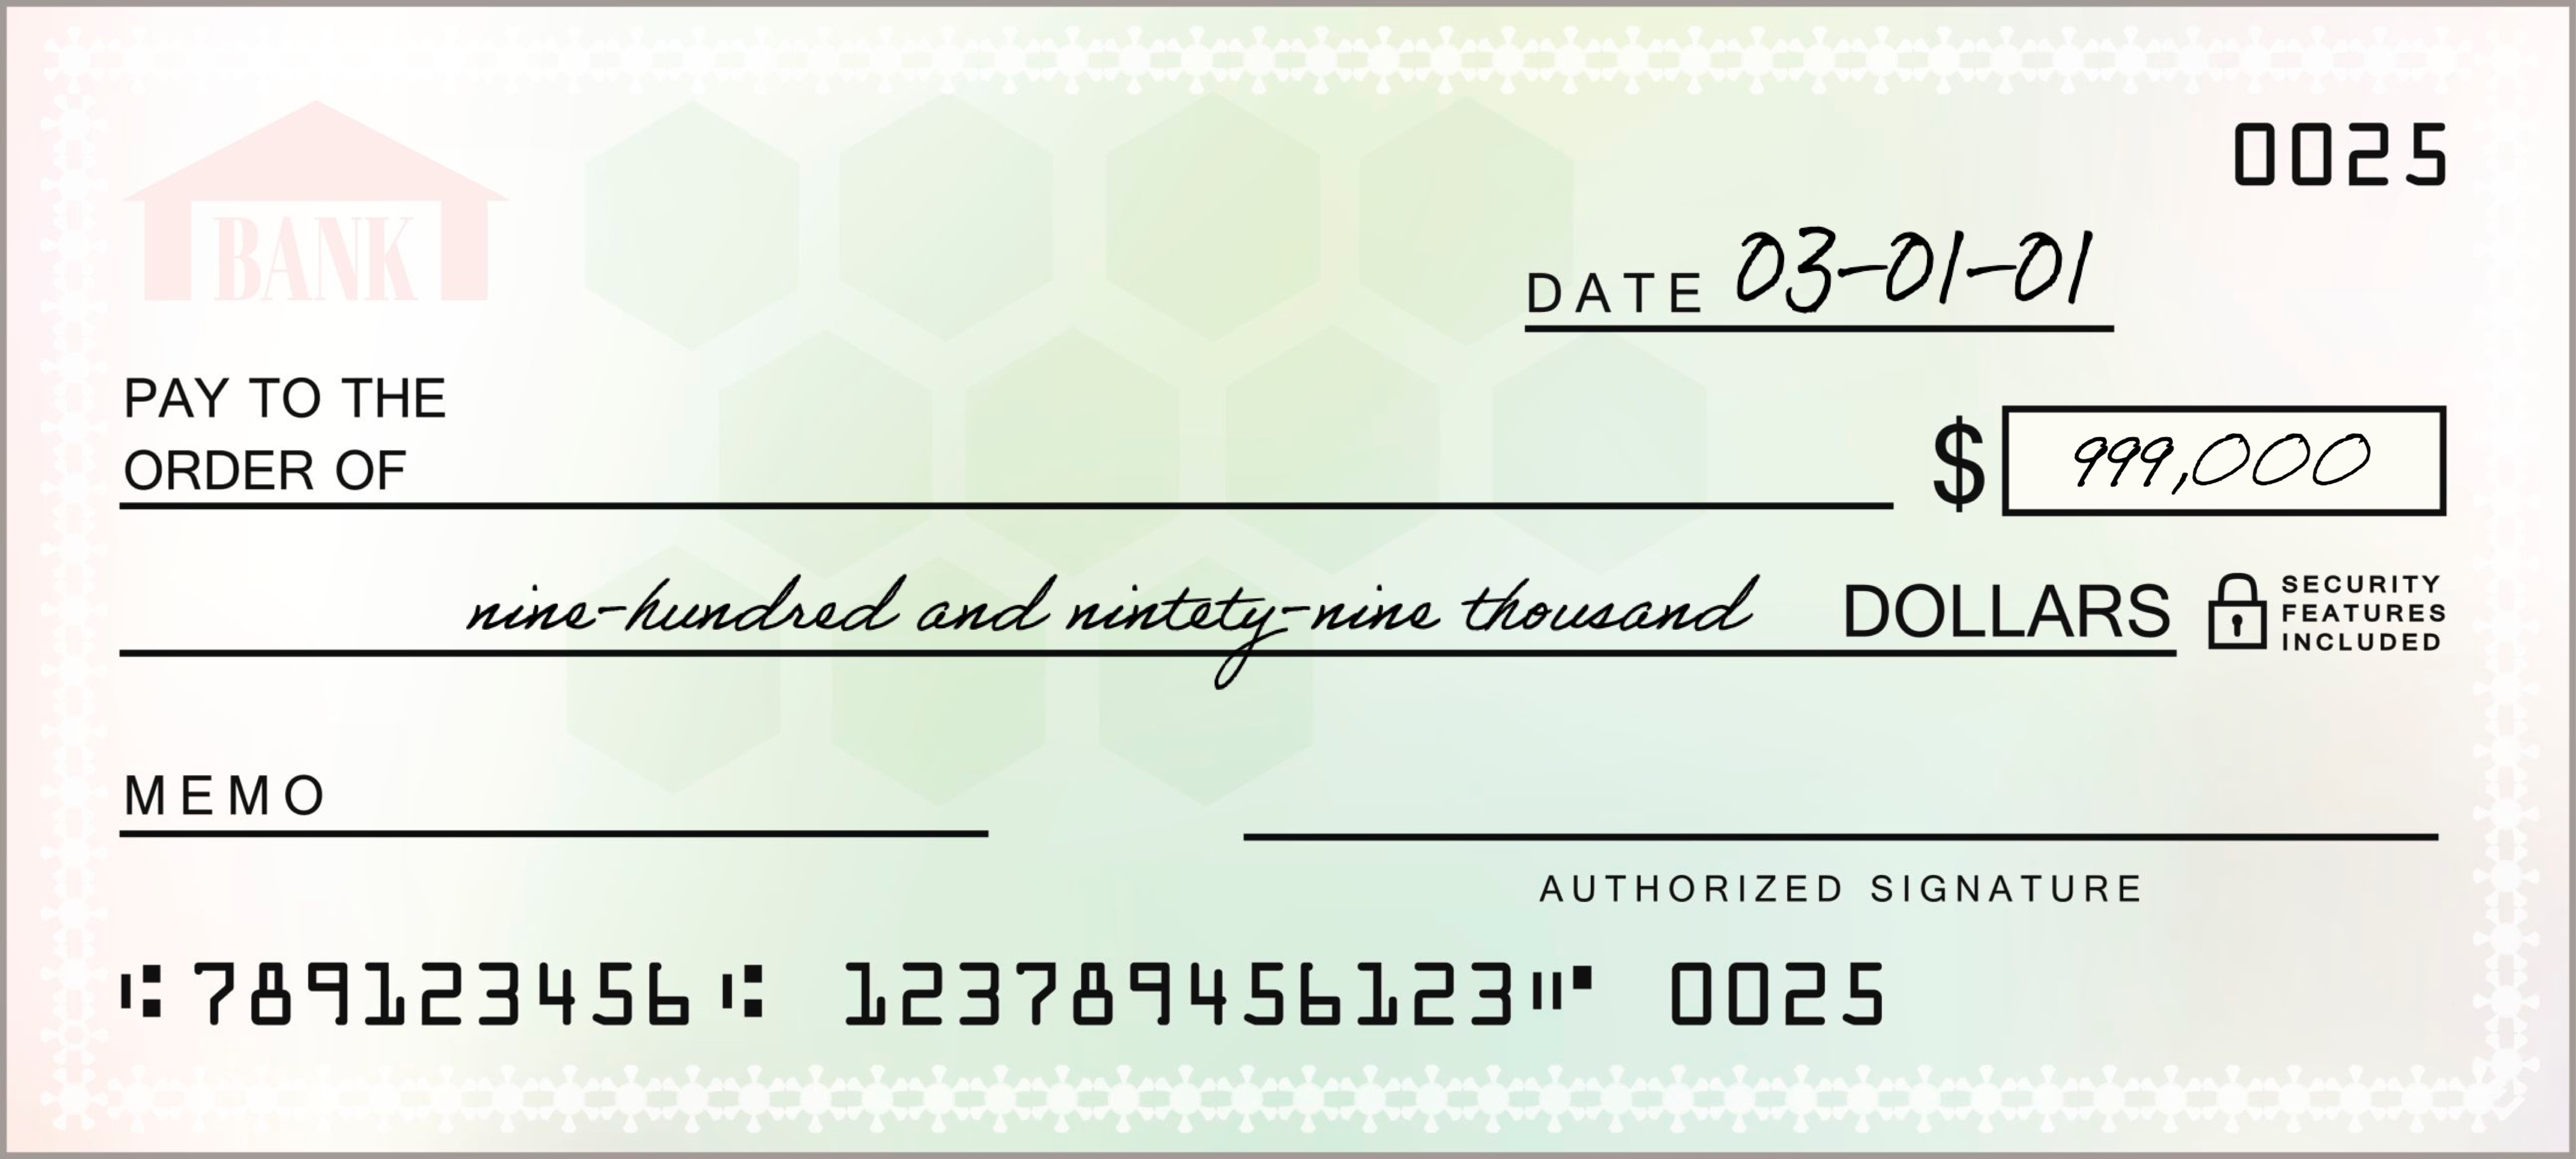 BANK
0025
DATE 03-01-01
PAY TO THE
ORDER OF
$ 999,000
nine-hundred and nintety-nine thousand DOLLARS
SECURITY
FEATURES
INCLUDED
MEMO
AUTHORIZED SIGNATURE
⑆789123456⑆ 123789456123⑈ 0025